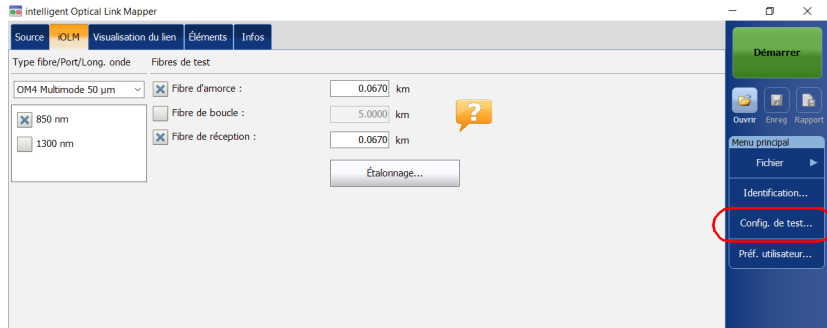 intelligent Optical Link Mapper
Source iOLM Visualisation du lien Éléments Infos
Démarrer
Type fibre/Port/Long. onde Fibres de test
OM4 Multimode 50 µm
Fibre d'amorce : 0.0670 km
850 nm
Fibre de boucle : 5.0000 km
1300 nm
Fibre de réception : 0.0670 km
?
Étalonnage...
Ouvrir Enreg Rapport
Menu principal
Fichier
Identification...
Config. de test...
Préf. utilisateur...